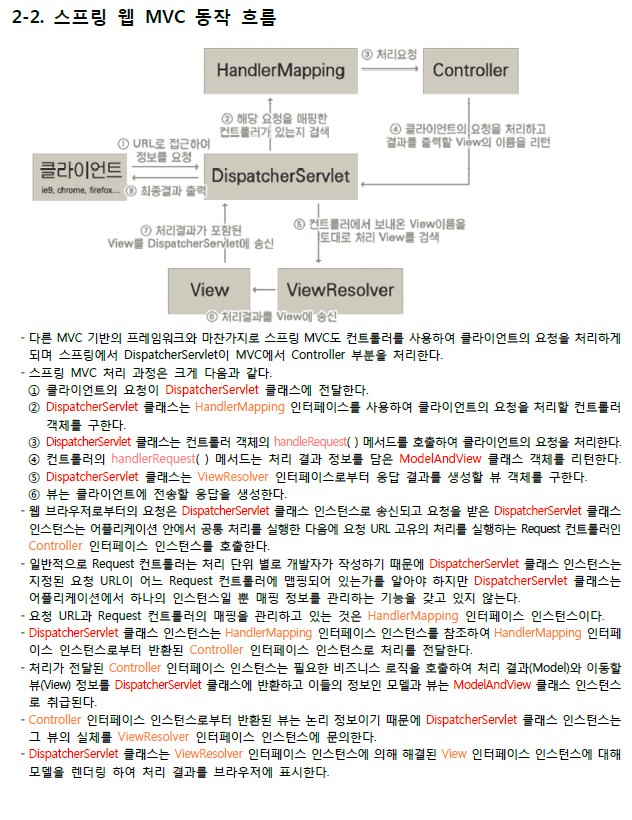 2-2. 스프링 웹 MVC 동작 흐름
③ 처리요청
HandlerMapping
Controller
② 해당 요청을 매핑한
컨트롤러가 있는지 검색
④ 클라이언트의 요청을 처리하고
결과를 출력할 View의 이름을 리턴
① URL로 접근하여
정보를 요청
클라이언트
ie9, chrome, firefox...
DispatcherServlet
⑧ 최종결과 출력
⑦ 처리결과가 포함된
View를 DispatcherServlet에 송신
⑤ 컨트롤러에서 보내온 View이름을
토대로 처리 View를 검색
View
ViewResolver
⑥ 처리결과를 View에 송신
- 다른 MVC 기반의 프레임워크와 마찬가지로 스프링 MVC도 컨트롤러를 사용하여 클라이언트의 요청을 처리하게
되며 스프링에서 DispatcherServlet이 MVC에서 Controller 부분을 처리한다.
- 스프링 MVC 처리 과정은 크게 다음과 같다.
① 클라이언트의 요청이 DispatcherServlet 클래스에 전달한다.
② DispatcherServlet 클래스는 HandlerMapping 인터페이스를 사용하여 클라이언트의 요청을 처리할 컨트롤러
객체를 구한다.
③ DispatcherServlet 클래스는 컨트롤러 객체의 handleRequest( ) 메서드를 호출하여 클라이언트의 요청을 처리한다.
④ 컨트롤러의 handlerRequest( ) 메서드는 처리 결과 정보를 담은 ModelAndView 클래스 객체를 리턴한다.
⑤ DispatcherServlet 클래스는 ViewResolver 인터페이스로부터 응답 결과를 생성할 뷰 객체를 구한다.
⑥ 뷰는 클라이언트에 전송할 응답을 생성한다.
- 웹 브라우저로부터의 요청은 DispatcherServlet 클래스 인스턴스로 송신되고 요청을 받은 DispatcherServlet 클래스
인스턴스는 어플리케이션 안에서 공통 처리를 실행한 다음에 요청 URL 고유의 처리를 실행하는 Request 컨트롤러인
Controller 인터페이스 인스턴스를 호출한다.
- 일반적으로 Request 컨트롤러는 처리 단위 별로 개발자가 작성하기 때문에 DispatcherServlet 클래스 인스턴스는
지정된 요청 URL이 어느 Request 컨트롤러에 맵핑되어 있는가를 알아야 하지만 DispatcherServlet 클래스는
어플리케이션에서 하나의 인스턴스일 뿐 매핑 정보를 관리하는 기능을 갖고 있지 않는다.
- 요청 URL과 Request 컨트롤러의 매핑을 관리하고 있는 것은 HandlerMapping 인터페이스 인스턴스이다.
- DispatcherServlet 클래스 인스턴스는 HandlerMapping 인터페이스 인스턴스를 참조하여 HandlerMapping 인터페
이스 인스턴스로부터 반환된 Controller 인터페이스 인스턴스로 처리를 전달한다.
- 처리가 전달된 Controller 인터페이스 인스턴스는 필요한 비즈니스 로직을 호출하여 처리 결과(Model)와 이동할
뷰(View) 정보를 DispatcherServlet 클래스에 반환하고 이들의 정보인 모델과 뷰는 ModelAndView 클래스 인스턴스
로 취급된다.
- Controller 인터페이스 인스턴스로부터 반환된 뷰는 논리 정보이기 때문에 DispatcherServlet 클래스 인스턴스는
그 뷰의 실체를 ViewResolver 인터페이스 인스턴스에 문의한다.
- DispatcherServlet 클래스는 ViewResolver 인터페이스 인스턴스에 의해 해결된 View 인터페이스 인스턴스에 대해
모델을 렌더링 하여 처리 결과를 브라우저에 표시한다.